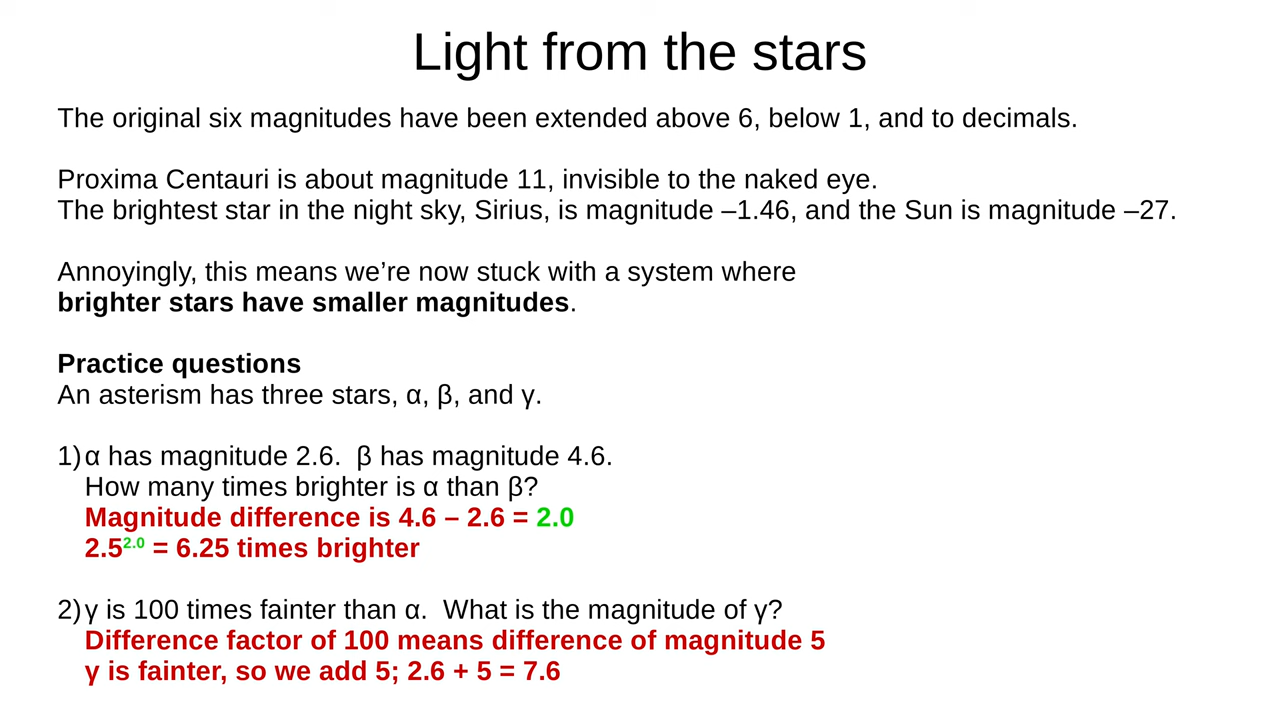 Light from the stars
The original six magnitudes have been extended above 6, below 1, and to decimals.
Proxima Centauri is about magnitude 11, invisible to the naked eye.
The brightest star in the night sky, Sirius, is magnitude –1.46, and the Sun is magnitude –27.
Annoyingly, this means we’re now stuck with a system where
brighter stars have smaller magnitudes.
Practice questions
An asterism has three stars, α, β, and γ.
1) α has magnitude 2.6.  β has magnitude 4.6.
How many times brighter is α than β?
Magnitude difference is 4.6 – 2.6 = 2.0
2.5²·⁰ = 6.25 times brighter
2) γ is 100 times fainter than α.  What is the magnitude of γ?
Difference factor of 100 means difference of magnitude 5
γ is fainter, so we add 5; 2.6 + 5 = 7.6